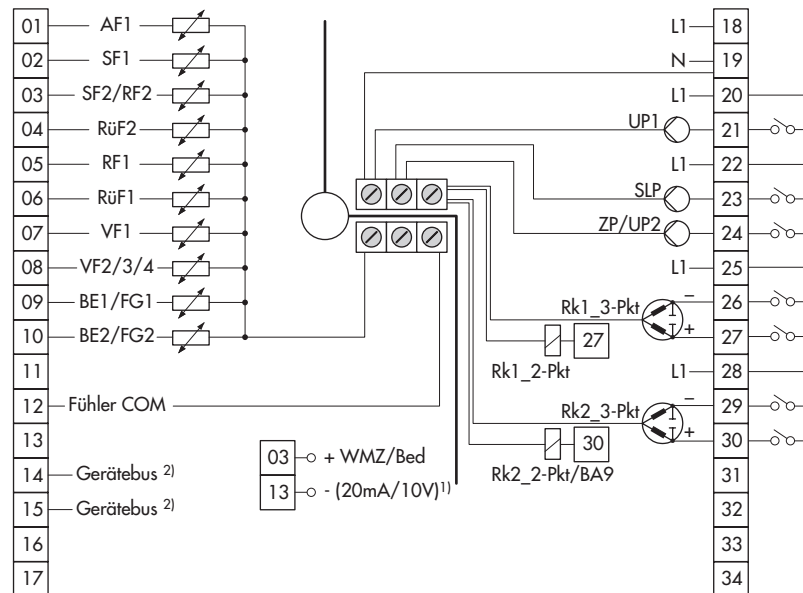 01 AF1
02 SF1
03 SF2/RF2
04 RüF2
05 RF1
06 RüF1
07 VF1
08 VF2/3/4
09 BE1/FG1
10 BE2/FG2
11
12 Fühler COM
13
14 Gerätebus 2)
15 Gerätebus 2)
16
17
03 + WMZ/Bed
13 - (20mA/10V)1)
L1 18
N 19
L1 20
UP1 21
L1 22
SLP 23
ZP/UP2 24
L1 25
Rk1_3-Pkt − 26
+ 27
27
Rk1_2-Pkt
L1 28
Rk2_3-Pkt − 29
+ 30
30
Rk2_2-Pkt/BA9
31
32
33
34